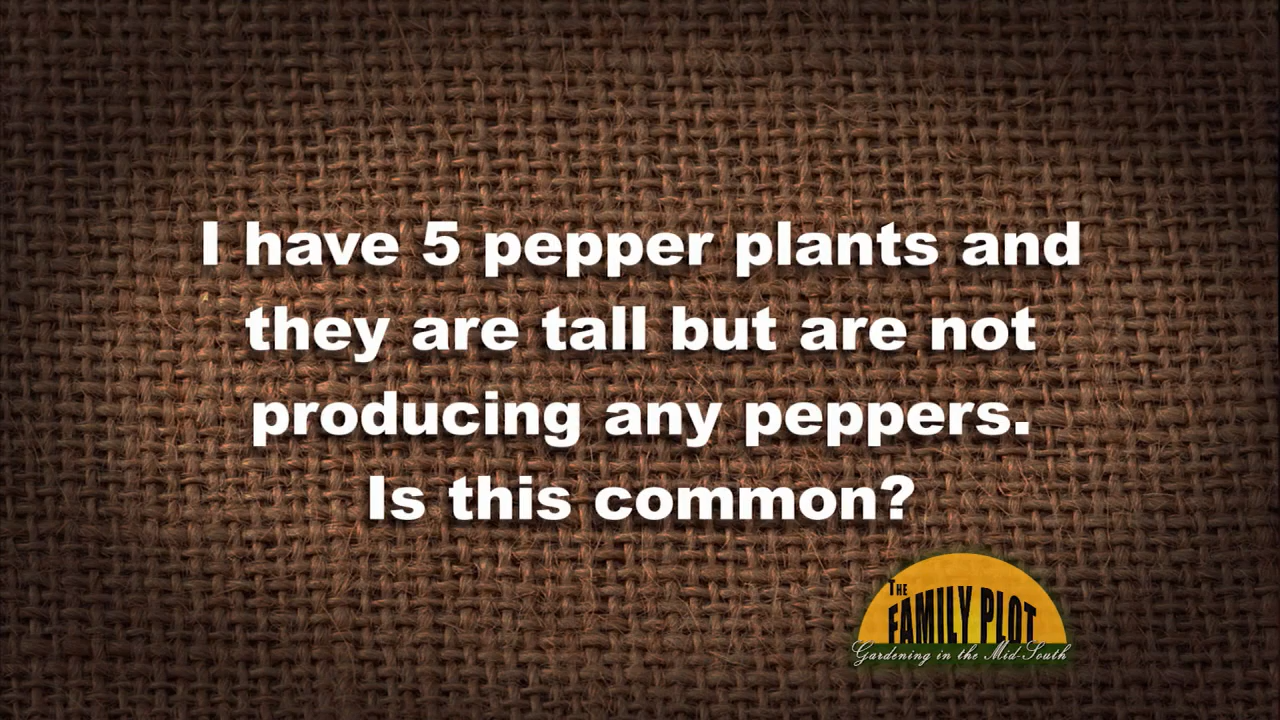 I have 5 pepper plants and
they are tall but are not
producing any peppers.
Is this common?
THE
FAMILY PLOT
Gardening in the Mid-South